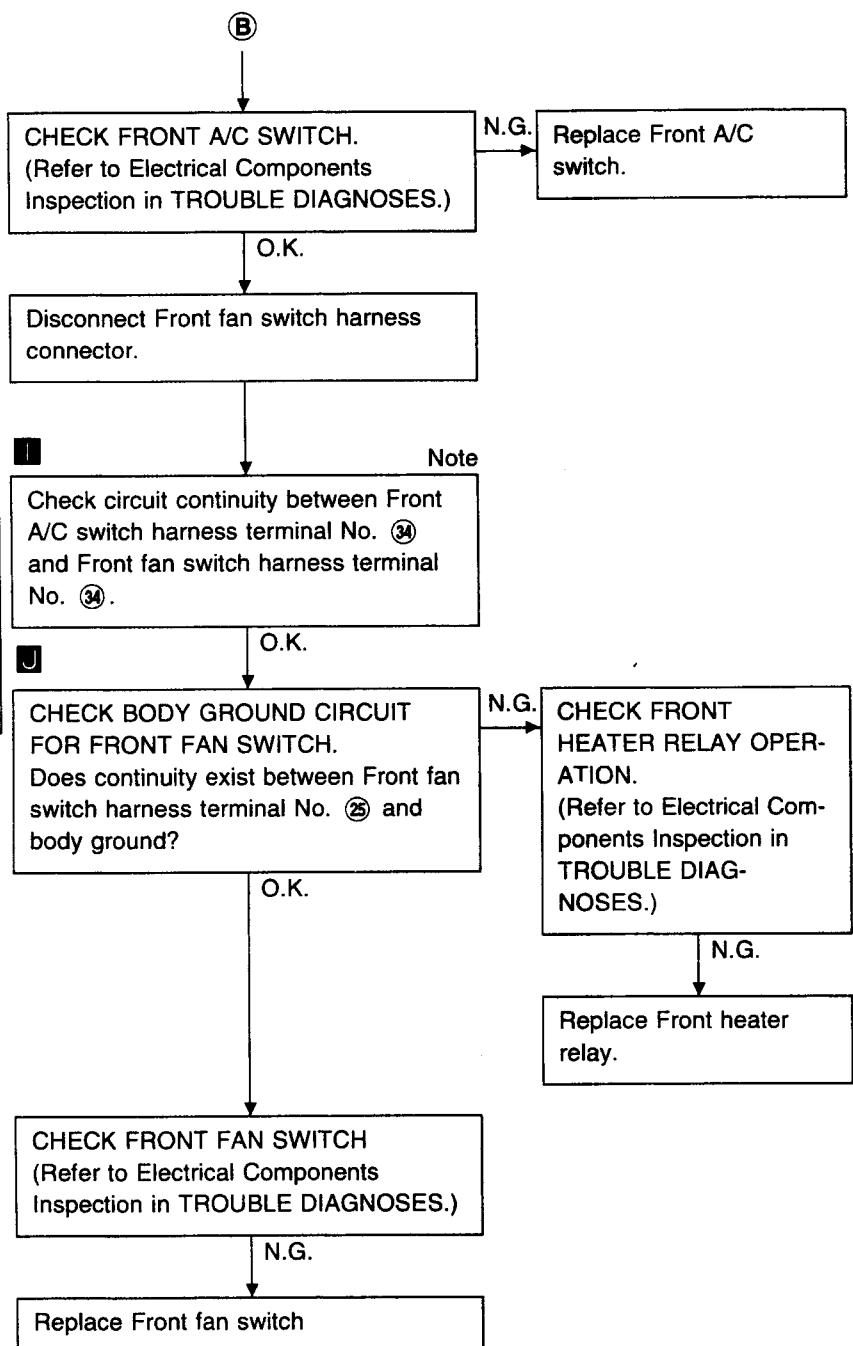 B
CHECK FRONT A/C SWITCH.
(Refer to Electrical Components
Inspection in TROUBLE DIAGNOSES.)
N.G.
Replace Front A/C
switch.
O.K.
Disconnect Front fan switch harness
connector.
I
Note
Check circuit continuity between Front
A/C switch harness terminal No. 34
and Front fan switch harness terminal
No. 34.
O.K.
J
CHECK BODY GROUND CIRCUIT
FOR FRONT FAN SWITCH.
Does continuity exist between Front fan
switch harness terminal No. 25 and
body ground?
N.G.
CHECK FRONT
HEATER RELAY OPER-
ATION.
(Refer to Electrical Com-
ponents Inspection in
TROUBLE DIAG-
NOSES.)
O.K.
N.G.
Replace Front heater
relay.
CHECK FRONT FAN SWITCH
(Refer to Electrical Components
Inspection in TROUBLE DIAGNOSES.)
N.G.
Replace Front fan switch